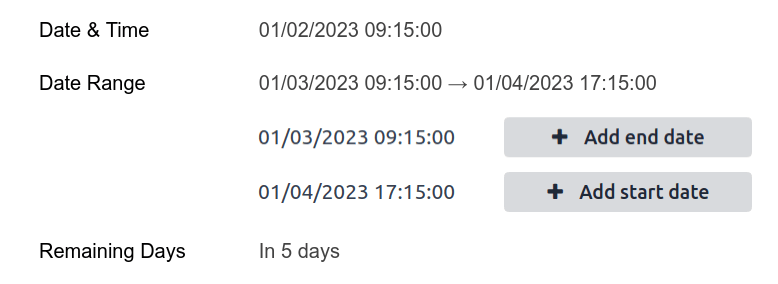 Date & Time 01/02/2023 09:15:00
Date Range 01/03/2023 09:15:00 → 01/04/2023 17:15:00
01/03/2023 09:15:00 + Add end date
01/04/2023 17:15:00 + Add start date
Remaining Days In 5 days